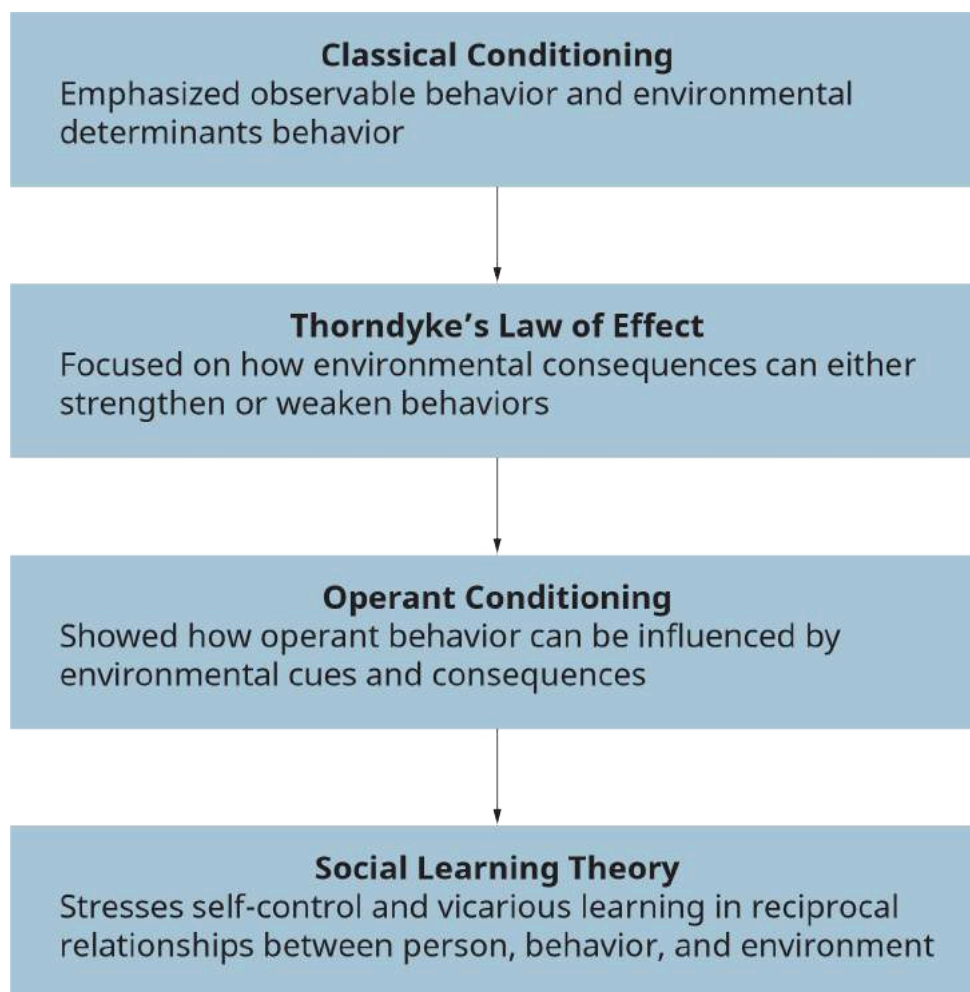 Classical Conditioning
Emphasized observable behavior and environmental
determinants behavior
Thorndyke’s Law of Effect
Focused on how environmental consequences can either
strengthen or weaken behaviors
Operant Conditioning
Showed how operant behavior can be influenced by
environmental cues and consequences
Social Learning Theory
Stresses self-control and vicarious learning in reciprocal
relationships between person, behavior, and environment